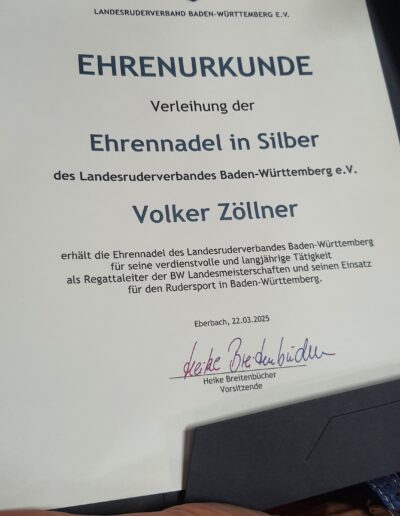 LANDESRUDERVERBAND BADEN-WÜRTTEMBERG E.V.
EHRENURKUNDE
Verleihung der
Ehrennadel in Silber
des Landesruderverbandes Baden-Württemberg e.V.
Volker Zöllner
erhält die Ehrennadel des Landesruderverbandes Baden-Württemberg
für seine verdienstvolle und langjährige Tätigkeit
als Regattaleiter der BW Landesmeisterschaften und seinen Einsatz
für den Rudersport in Baden-Württemberg.
Eberbach, 22.03.2025
Heike Breitenbücher
Heike Breitenbücher
Vorsitzende